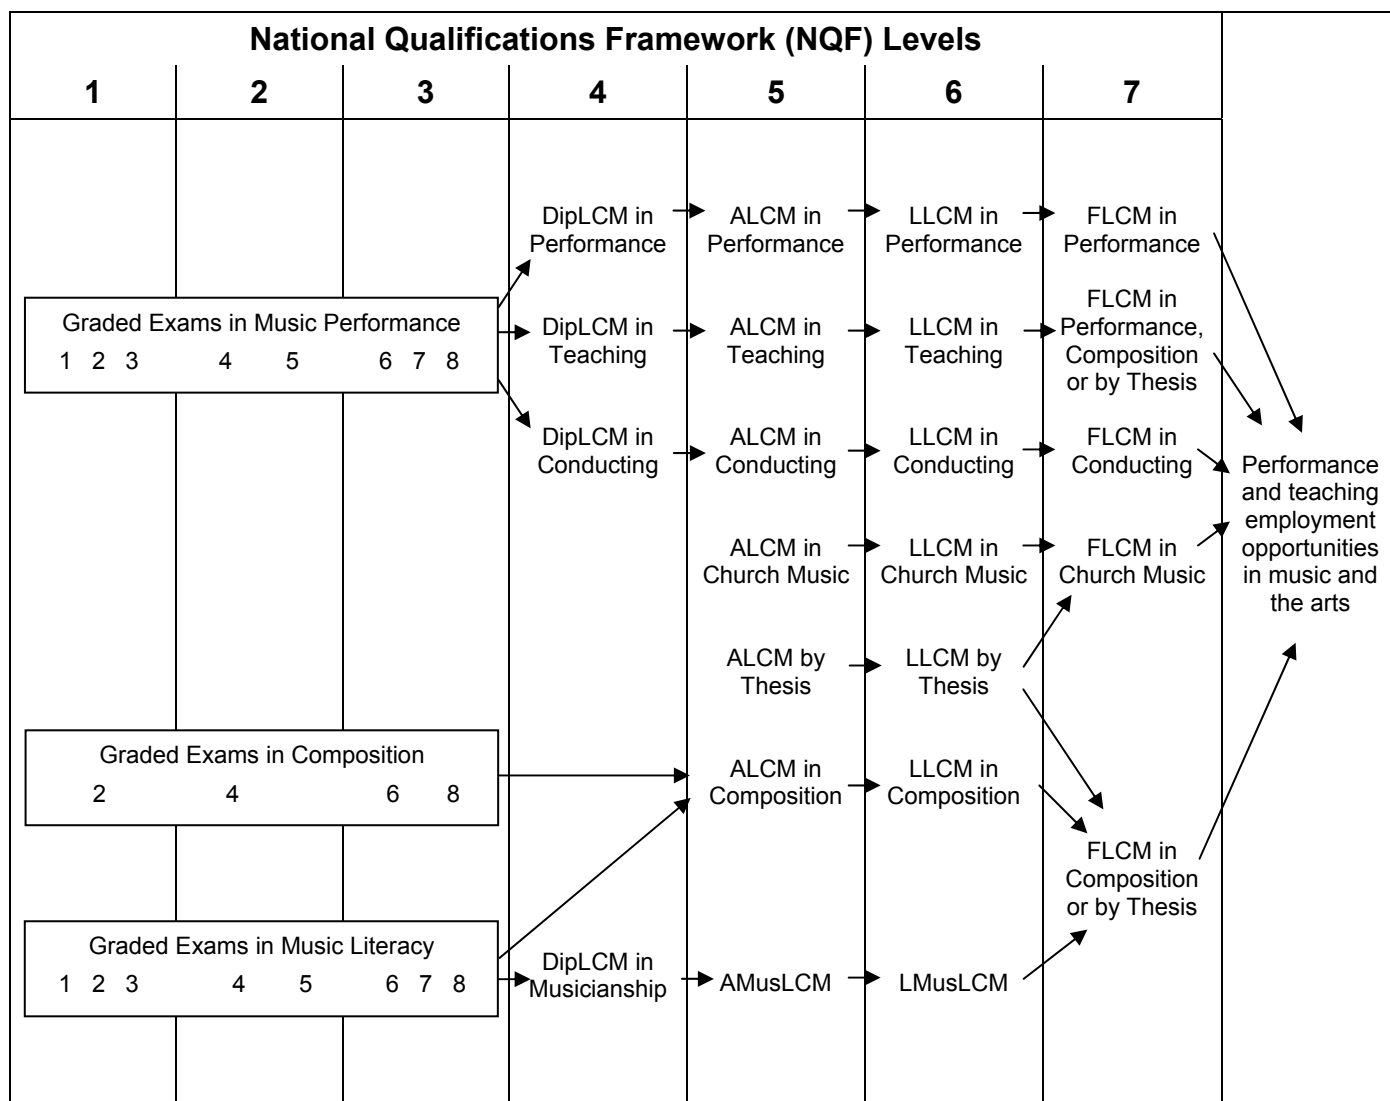 National Qualifications Framework (NQF) Levels
1 2 3 4 5 6 7
DipLCM in
Performance
ALCM in
Performance
LLCM in
Performance
FLCM in
Performance
Graded Exams in Music Performance
1 2 3 4 5 6 7 8
DipLCM in
Teaching
ALCM in
Teaching
LLCM in
Teaching
FLCM in
Performance,
Composition
or by Thesis
DipLCM in
Conducting
ALCM in
Conducting
LLCM in
Conducting
FLCM in
Conducting
Performance
and teaching
employment
opportunities
in music and
the arts
ALCM in
Church Music
LLCM in
Church Music
FLCM in
Church Music
ALCM by
Thesis
LLCM by
Thesis
Graded Exams in Composition
2 4 6 8
ALCM in
Composition
LLCM in
Composition
FLCM in
Composition
or by Thesis
Graded Exams in Music Literacy
1 2 3 4 5 6 7 8
DipLCM in
Musicianship
AMusLCM
LMusLCM